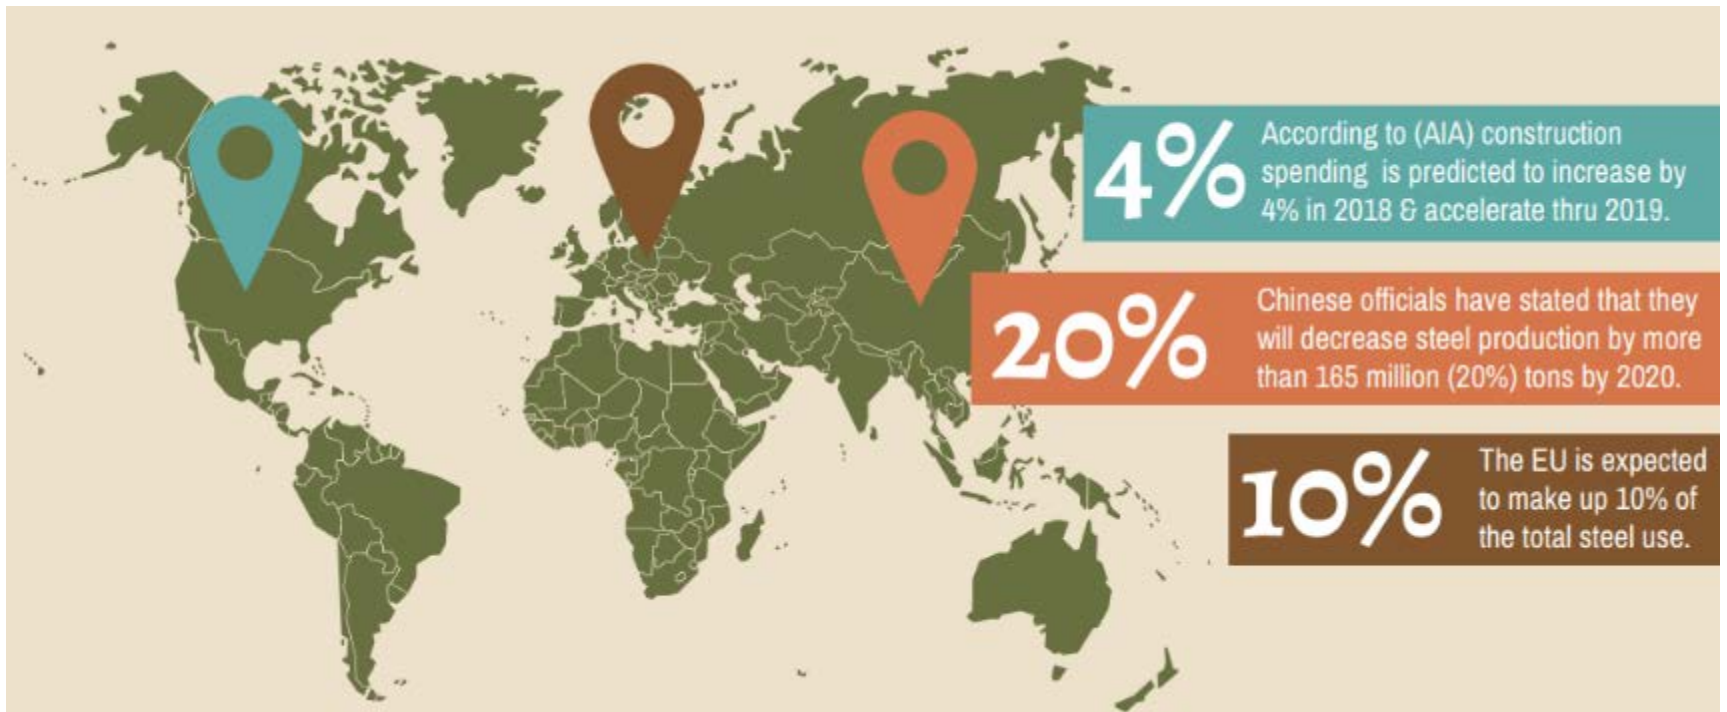 4%
According to (AIA) construction
spending is predicted to increase by
4% in 2018 & accelerate thru 2019.
20%
Chinese officials have stated that they
will decrease steel production by more
than 165 million (20%) tons by 2020.
10%
The EU is expected
to make up 10% of
the total steel use.